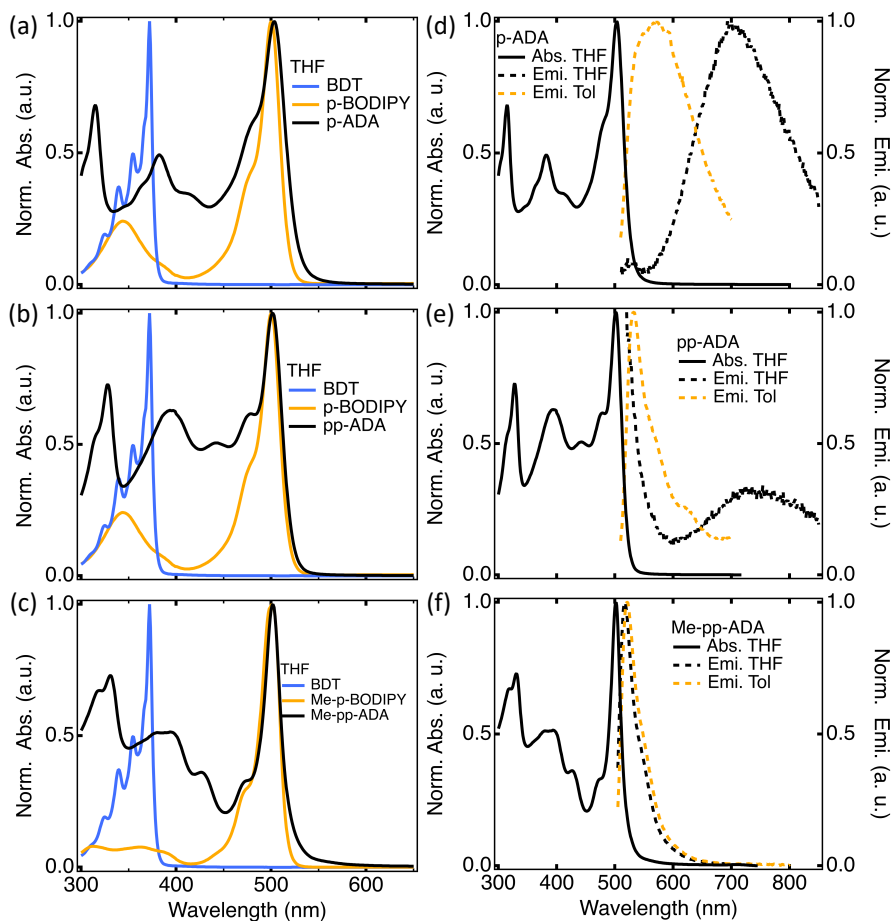 (a)
1.0
0.5
0.0
Norm. Abs. (a.u.)
THF
BDT
p-BODIPY
p-ADA
(d)
1.0
0.5
0.0
Norm. Abs. (a. u.)
p-ADA
Abs. THF
Emi. THF
Emi. Tol
1.0
0.5
0.0
Norm. Emi. (a. u.)
(b)
1.0
0.5
0.0
Norm. Abs. (a.u.)
THF
BDT
p-BODIPY
pp-ADA
(e)
1.0
0.5
0.0
Norm. Abs. (a. u.)
pp-ADA
Abs. THF
Emi. THF
Emi. Tol
1.0
0.5
0.0
Norm. Emi. (a. u.)
(c)
1.0
0.5
0.0
Norm. Abs. (a.u.)
THF
BDT
Me-p-BODIPY
Me-pp-ADA
300 400 500 600
Wavelength (nm)
(f)
1.0
0.5
0.0
Norm. Abs. (a. u.)
Me-pp-ADA
Abs. THF
Emi. THF
Emi. Tol
1.0
0.5
0.0
Norm. Emi. (a. u.)
300 400 500 600 700 800
Wavelength (nm)